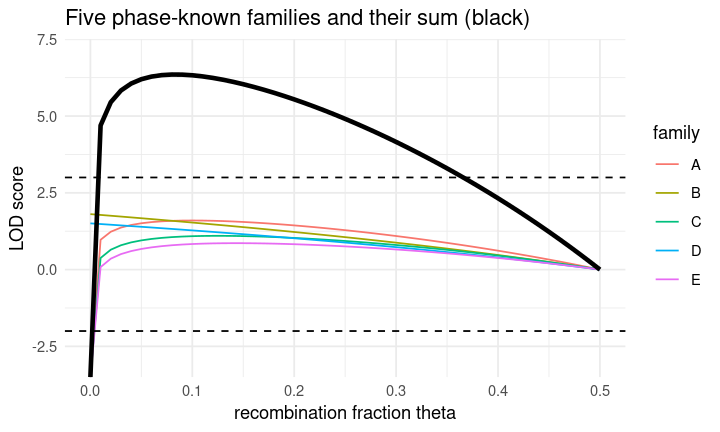 Five phase-known families and their sum (black)
7.5
5.0
2.5
0.0
-2.5
LOD score
0.0 0.1 0.2 0.3 0.4 0.5
recombination fraction theta
family
A
B
C
D
E